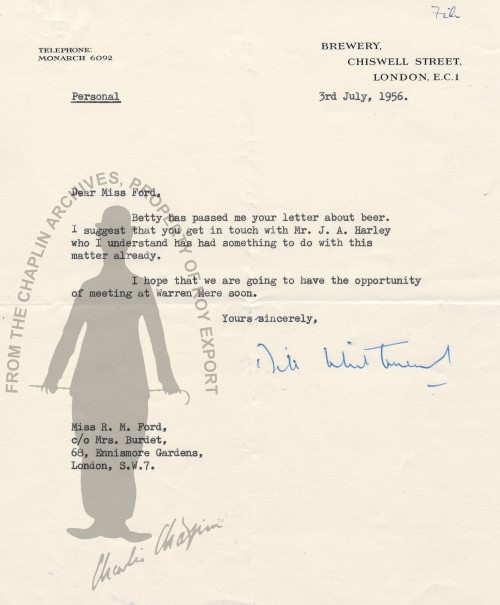 TELEPHONE:
MONARCH 6092
BREWERY,
CHISWELL STREET,
LONDON, E.C.1
Personal
3rd July, 1956.
Dear Miss Ford,
Betty has passed me your letter about beer.
I suggest that you get in touch with Mr. J. A. Harley
who I understand has had something to do with this
matter already.
I hope that we are going to have the opportunity
of meeting at Warren Mere soon.
Yours sincerely,
Miss R. M. Ford,
c/o Mrs. Burdet,
68, Ennismore Gardens,
London, S.W.7.
FROM THE CHAPLIN ARCHIVES, PROPERTY OF ROY EXPORT
Charlie Chaplin